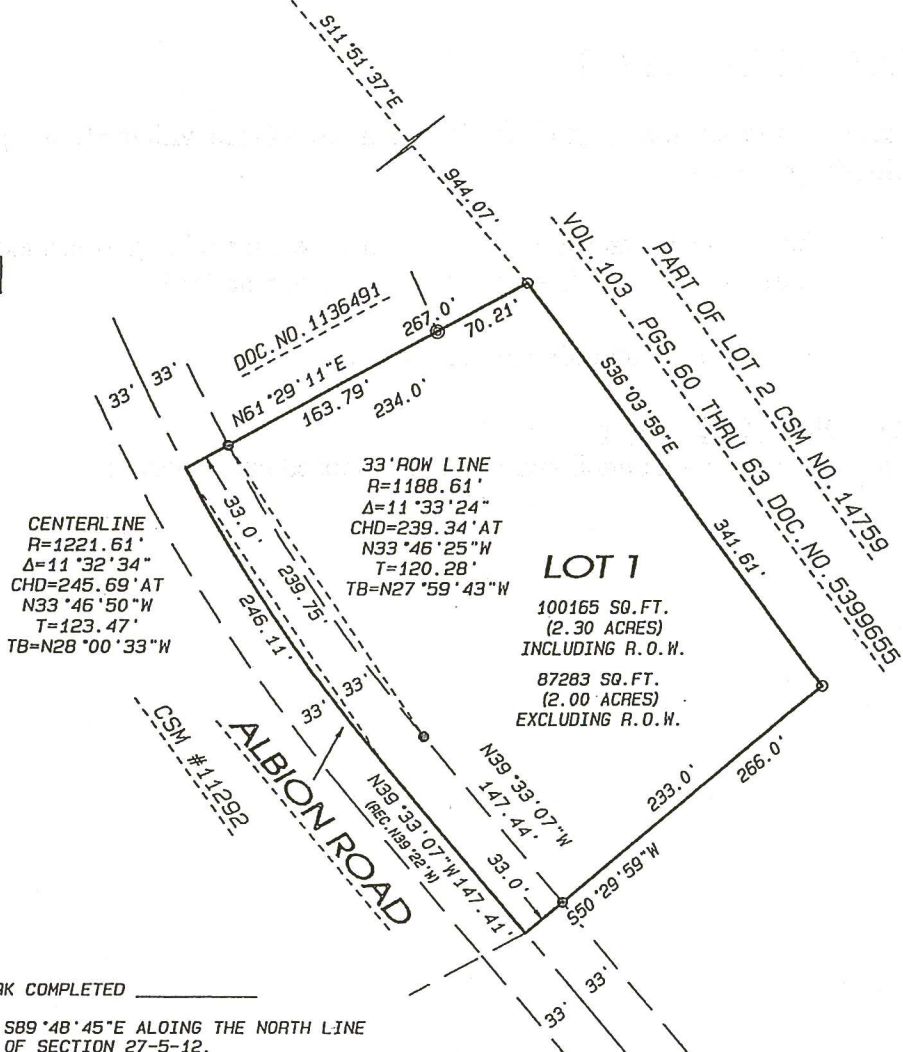 S11°51'37"E
944.07'
VOL. 103 PGS. 60 THRU 63 DOC. NO. 5399655
PART OF LOT 2 CSM NO. 14759
DOC. NO. 1136491
267.0'
70.21'
N61°29'11"E
163.79'
234.0'
33' 33'
S36°03'59"E
341.61'
33' ROW LINE
R=1188.61'
Δ=11°33'24"
CHD=239.34' AT
N33°46'25"W
T=120.28'
TB=N27°59'43"W
CENTERLINE
R=1221.61'
Δ=11°32'34"
CHD=245.69' AT
N33°46'50"W
T=123.47'
TB=N28°00'33"W
33.0'
239.75'
246.11'
LOT 1
100165 SQ.FT.
(2.30 ACRES)
INCLUDING R.O.W.
87283 SQ.FT.
(2.00 ACRES)
EXCLUDING R.O.W.
33'
33'
CSM #11292
ALBION ROAD
N39°33'07"W
147.44'
N39°33'07"W 147.41'
(REC. N39°22'W)
33.0'
233.0'
266.0'
S50°29'59"W
33'
33'
COMPLETED
S89°48'45"E ALOING THE NORTH LINE
OF SECTION 27-5-12.